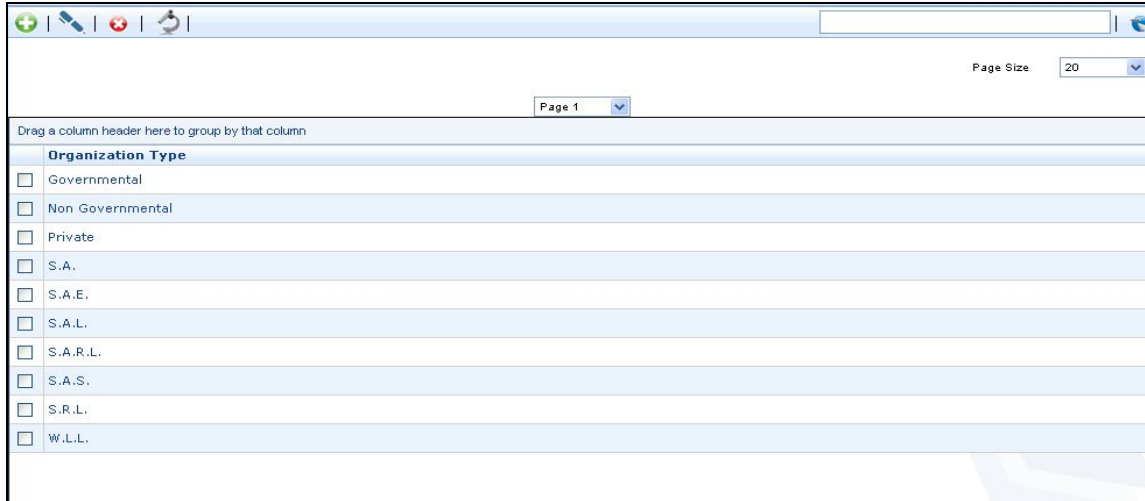 Page Size 20
Page 1
Drag a column header here to group by that column
Organization Type
Governmental
Non Governmental
Private
S.A.
S.A.E.
S.A.L.
S.A.R.L.
S.A.S.
S.R.L.
W.L.L.